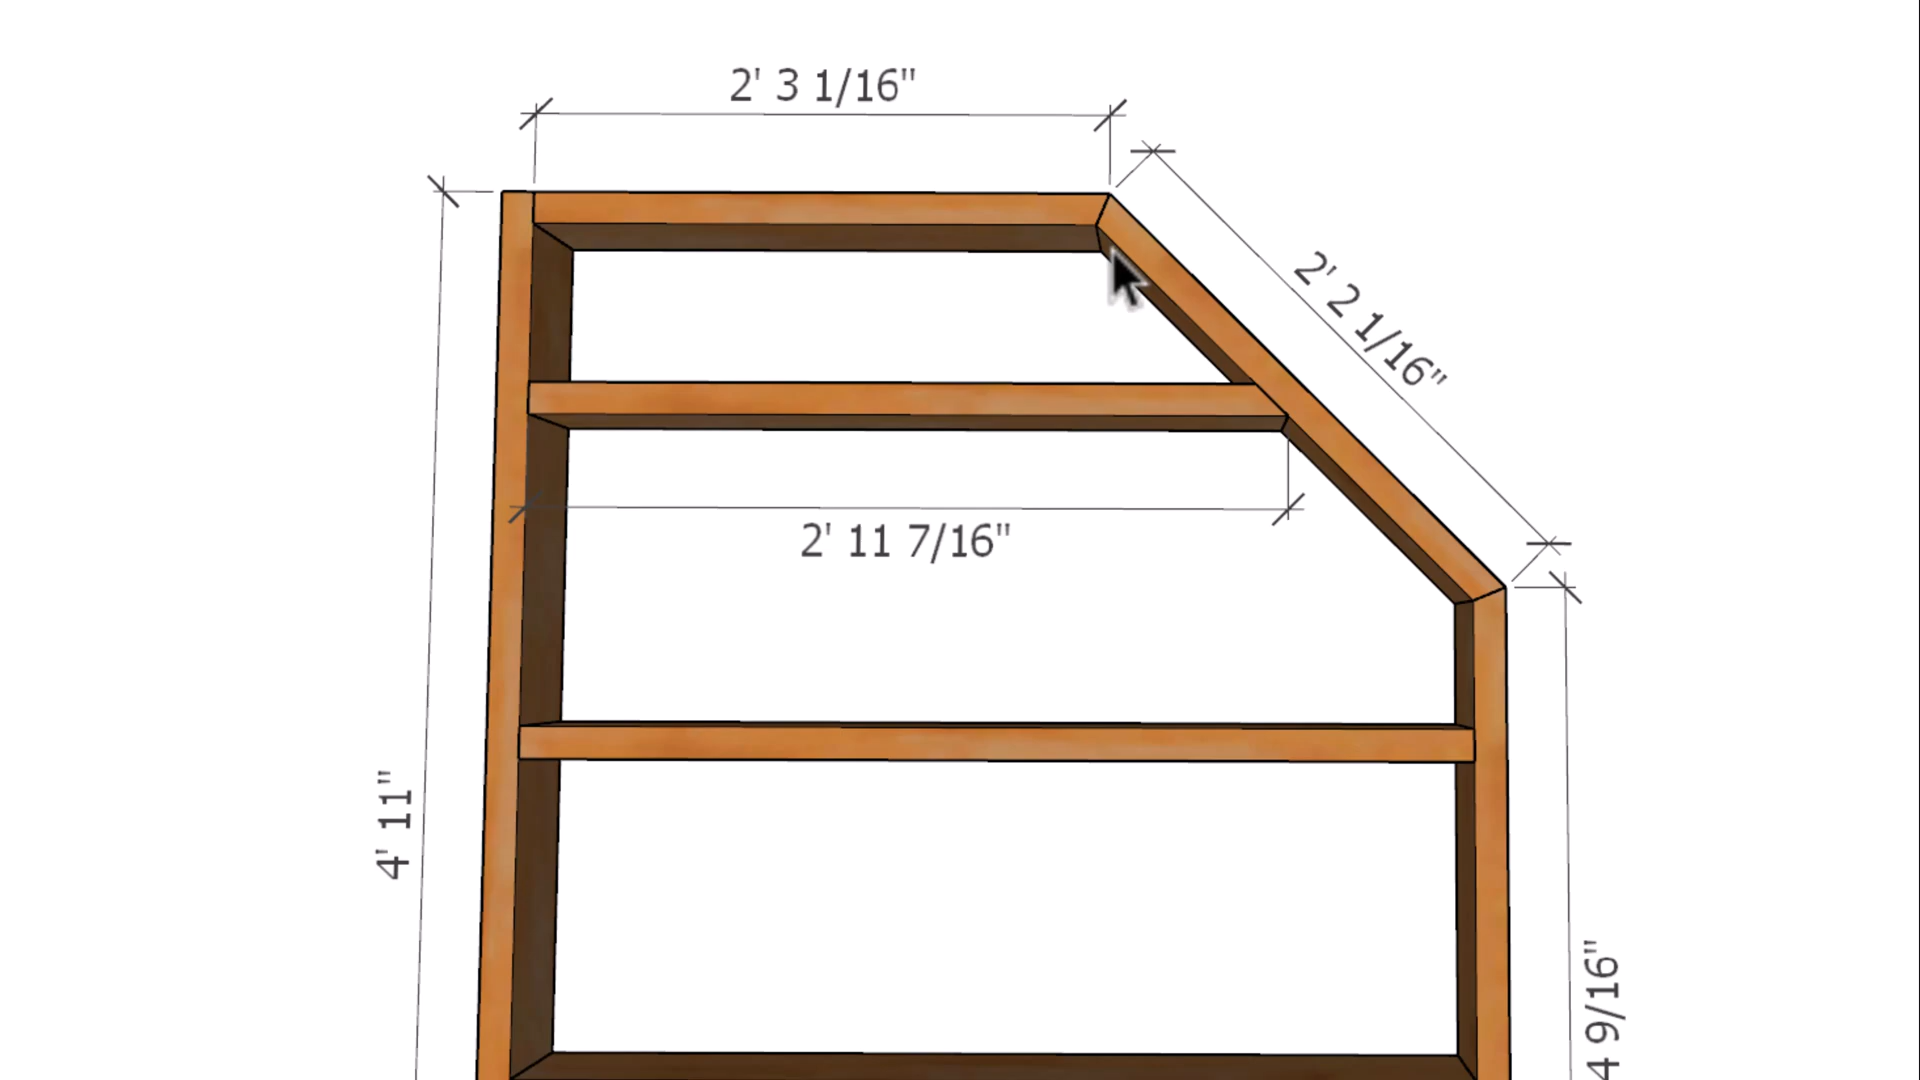 2' 3 1/16"
2' 2 1/16"
2' 11 7/16"
4' 11"
4 9/16"